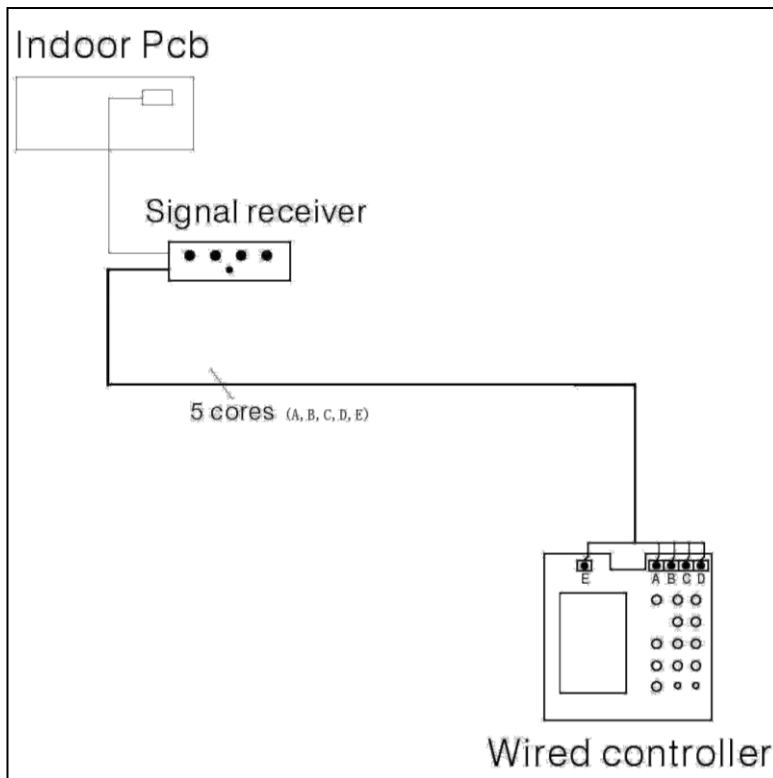 Indoor Pcb
Signal receiver
5 cores (A, B, C, D, E)
E A B C D
Wired controller